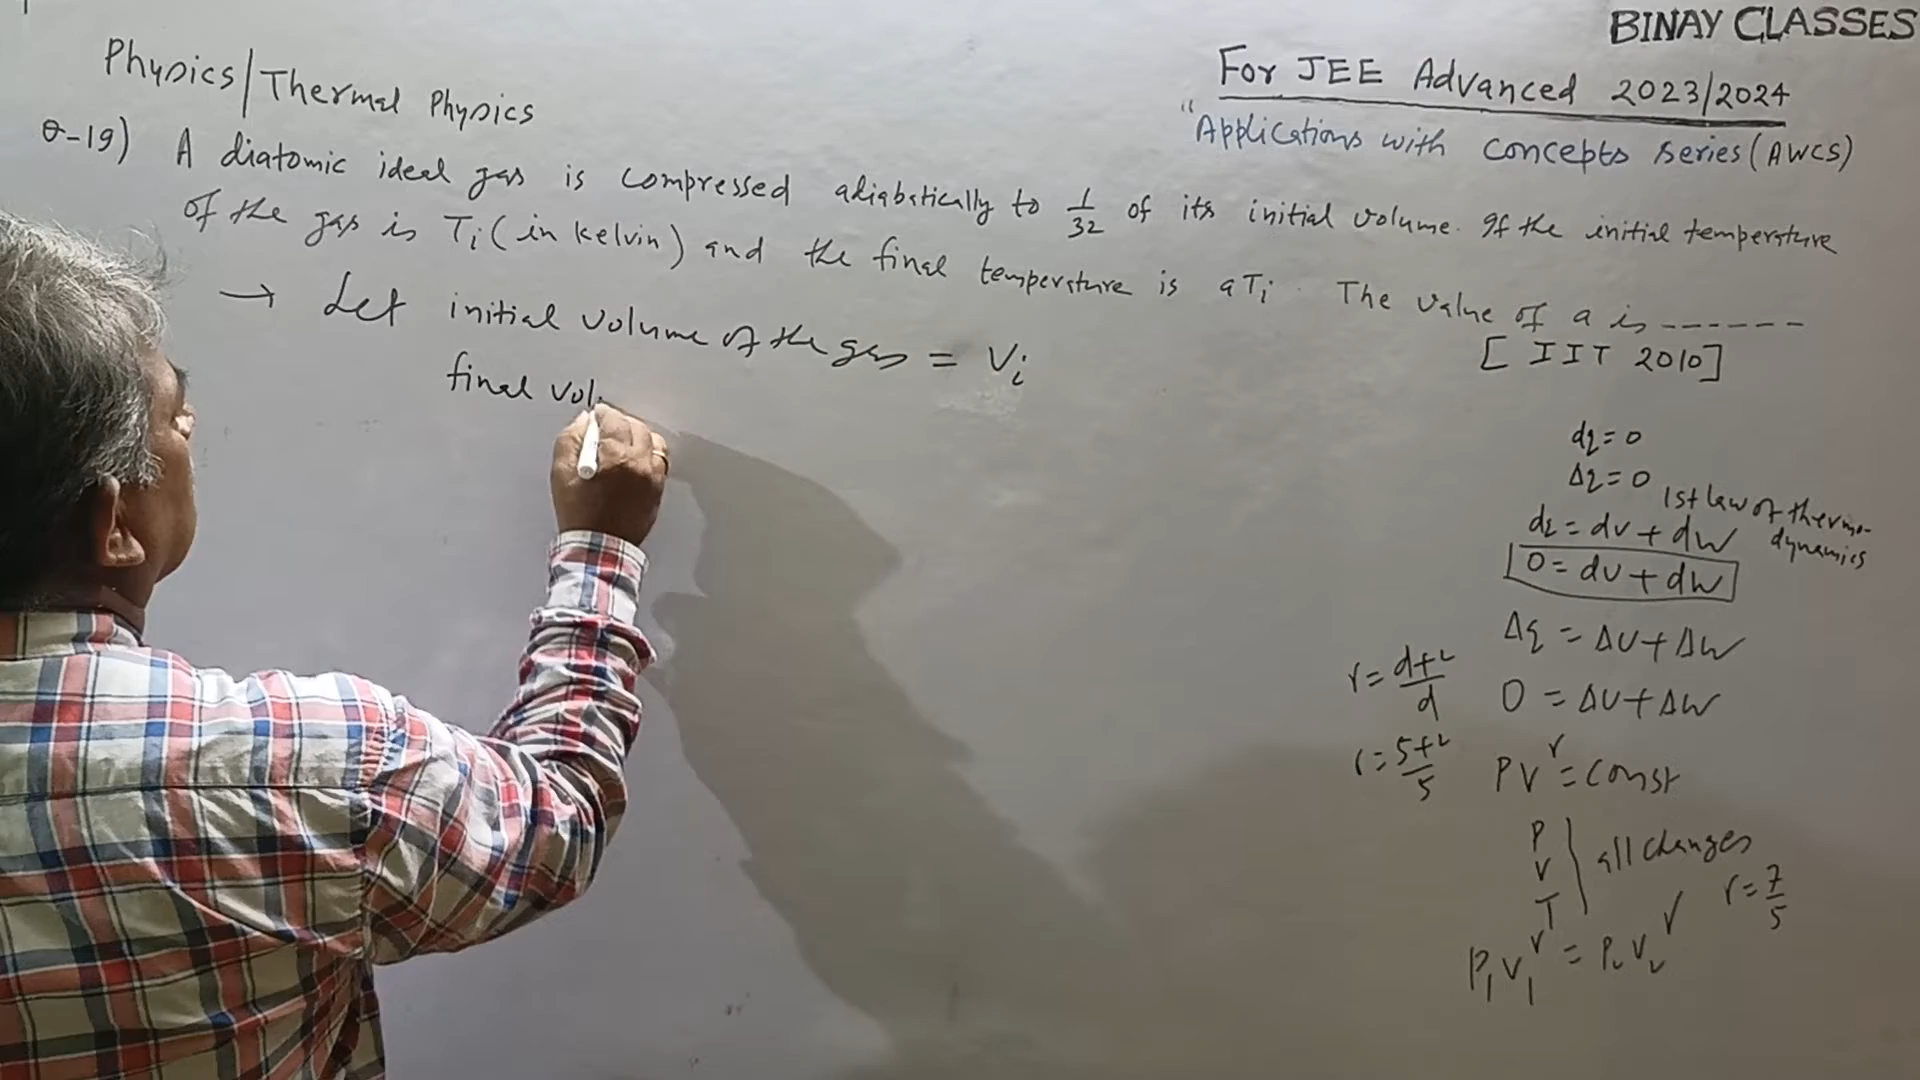 BINAY CLASSES
Physics/Thermal Physics
For JEE Advanced 2023/2024
"Applications with concepts series (AWCS)
Q-19) A diatomic ideal gas is compressed adiabatically to 1/32 of its initial volume. If the initial temperature
of the gas is Ti (in Kelvin) and the final temperature is aTi. The value of a is ------
[IIT 2010]
→ Let initial volume of the gas = Vi
final vol
dq = 0
Δq = 0
1st law of thermo-
dynamics
dq = dU + dW
0 = dU + dW
Δq = ΔU + ΔW
0 = ΔU + ΔW
r = d+2/d
r = 5+2/5
PV^r = const
P
V
T
all changes
r = 7/5
P₁V₁^r = P₂V₂^r